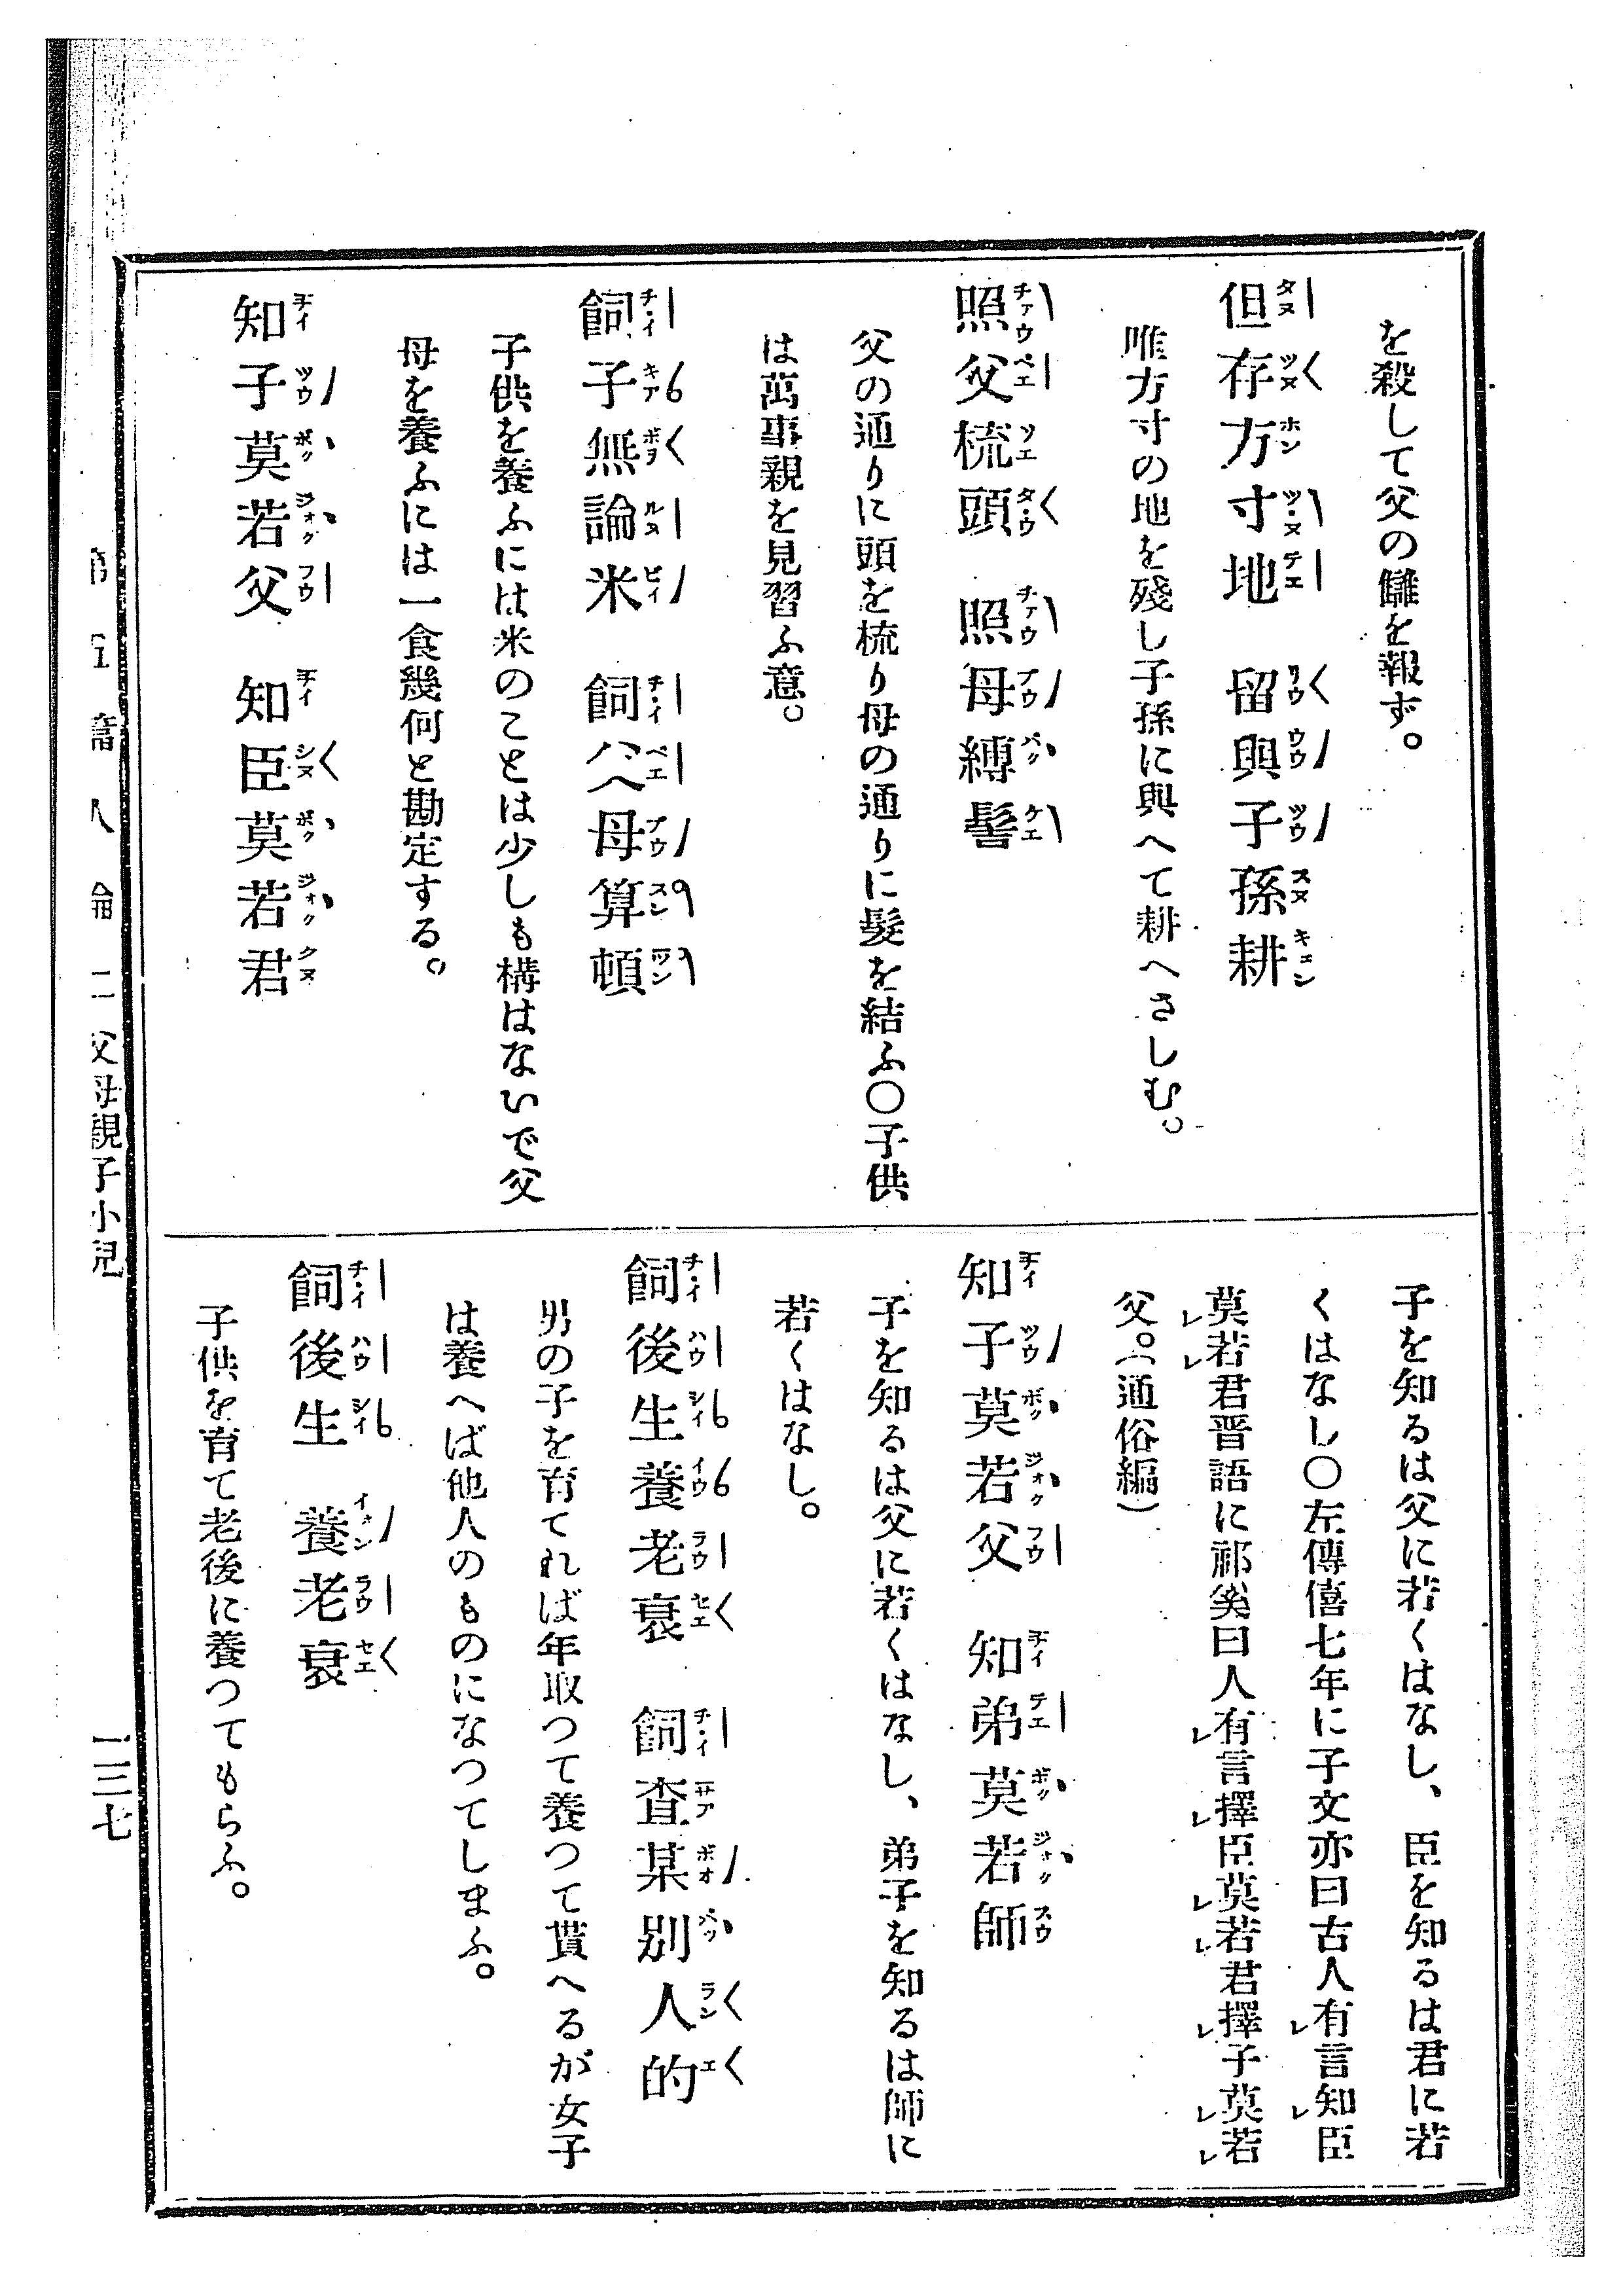 を殺して父の讎を報ず。
但存方寸地　留與子孫耕
唯方寸の地を殘し子孫に與へて耕へさしむ。
照父梳頭　照母縛髻
父の通りに頭を梳り母の通りに髮を結ふ〇子供
は萬事親を見習ふ意。
飼子無論米　飼父母算頓
子供を養ふには米のことは少しも構はないで父
母を養ふには一食幾何と勘定する。
知子莫若父　知臣莫若君
子を知るは父に若くはなし、臣を知るは君に若
くはなし〇左傳僖七年に子文亦曰古人有言知臣
莫若君晋語に祁奚曰人有言擇臣莫若君擇子莫若
父。(通俗編)
知子莫若父　知弟莫若師
子を知るは父に若くはなし、弟子を知るは師に
若くはなし。
飼後生養老衰　飼查某別人的
男の子を育てれば年取つて養つて貰へるが女子
は養へば他人のものになつてしまふ。
飼後生　養老衰
子供を育て老後に養つてもらふ。
第五篇 人倫 二 父母親子小兒
一三七